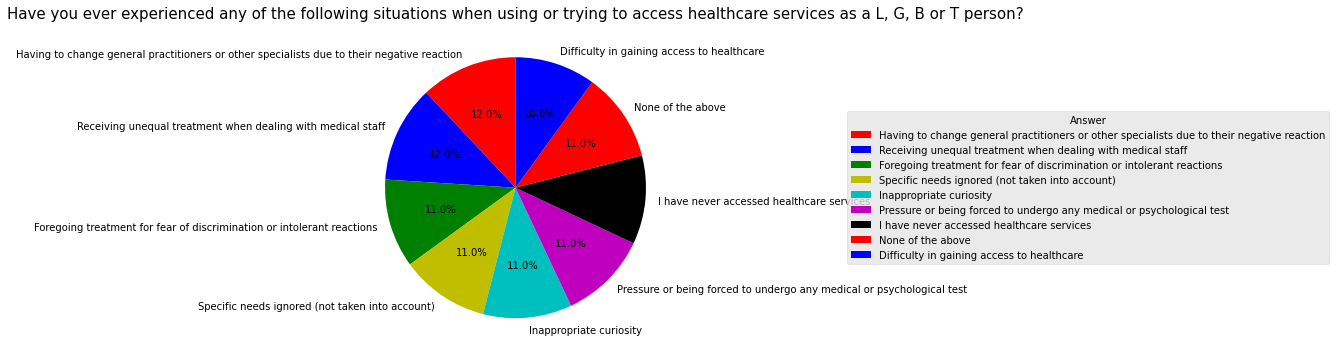 Have you ever experienced any of the following situations when using or trying to access healthcare services as a L, G, B or T person?
Having to change general practitioners or other specialists due to their negative reaction
Difficulty in gaining access to healthcare
None of the above
Receiving unequal treatment when dealing with medical staff
I have never accessed healthcare services
Foregoing treatment for fear of discrimination or intolerant reactions
Pressure or being forced to undergo any medical or psychological test
Specific needs ignored (not taken into account)
Inappropriate curiosity
12.0%
10.0%
12.0%
11.0%
11.0%
11.0%
11.0%
11.0%
Answer
Having to change general practitioners or other specialists due to their negative reaction
Receiving unequal treatment when dealing with medical staff
Foregoing treatment for fear of discrimination or intolerant reactions
Specific needs ignored (not taken into account)
Inappropriate curiosity
Pressure or being forced to undergo any medical or psychological test
I have never accessed healthcare services
None of the above
Difficulty in gaining access to healthcare